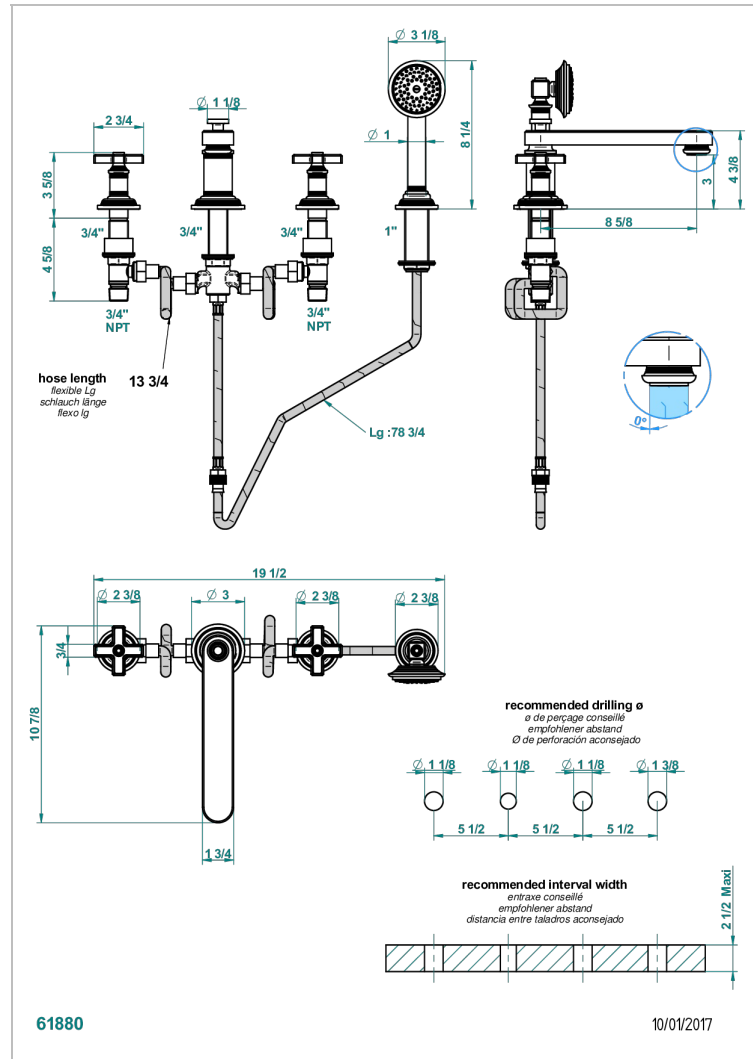 Ø 3 1/8
Ø 1 1/8
2 3/4
Ø 1
8 1/4
3 5/8
4 3/8
3
8 5/8
3/4"
3/4"
3/4"
1"
4 5/8
3/4"
NPT
3/4"
NPT
hose length
flexible Lg
schlauch länge
flexo lg
13 3/4
Lg :78 3/4
0°
19 1/2
Ø 2 3/8
Ø 3
Ø 2 3/8
Ø 2 3/8
3/4
10 7/8
1 3/4
recommended drilling ø
ø de perçage conseillé
empfohlener abstand
Ø de perforación aconsejado
Ø 1 1/8
Ø 1 1/8
Ø 1 1/8
Ø 1 3/8
5 1/2
5 1/2
5 1/2
recommended interval width
entraxe conseillé
empfohlener abstand
distancia entre taladros aconsejado
2 1/2 Maxi
61880
10/01/2017